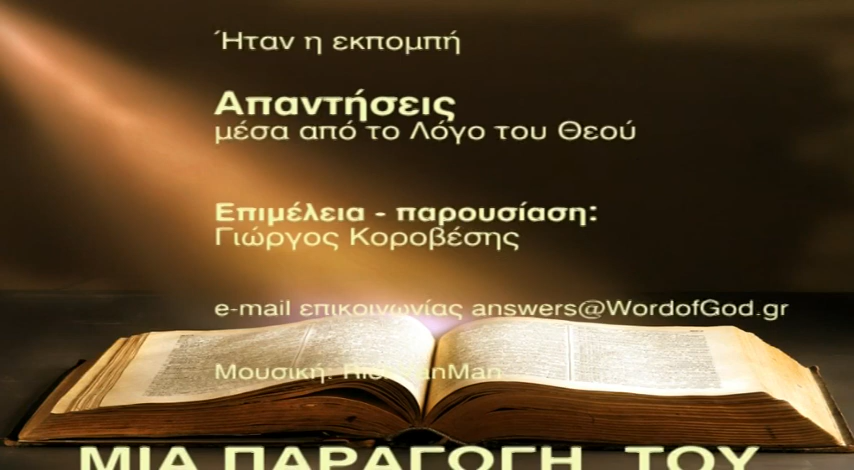 Ήταν η εκπομπή
Απαντήσεις
μέσα από το Λόγο του Θεού
Επιμέλεια - παρουσίαση:
Γιώργος Κοροβέσης
e-mail επικοινωνίας answers@WordofGod.gr
Μουσική:
ΜΙΑ ΠΑΡΑΓΩΓΗ ΤΟΥ